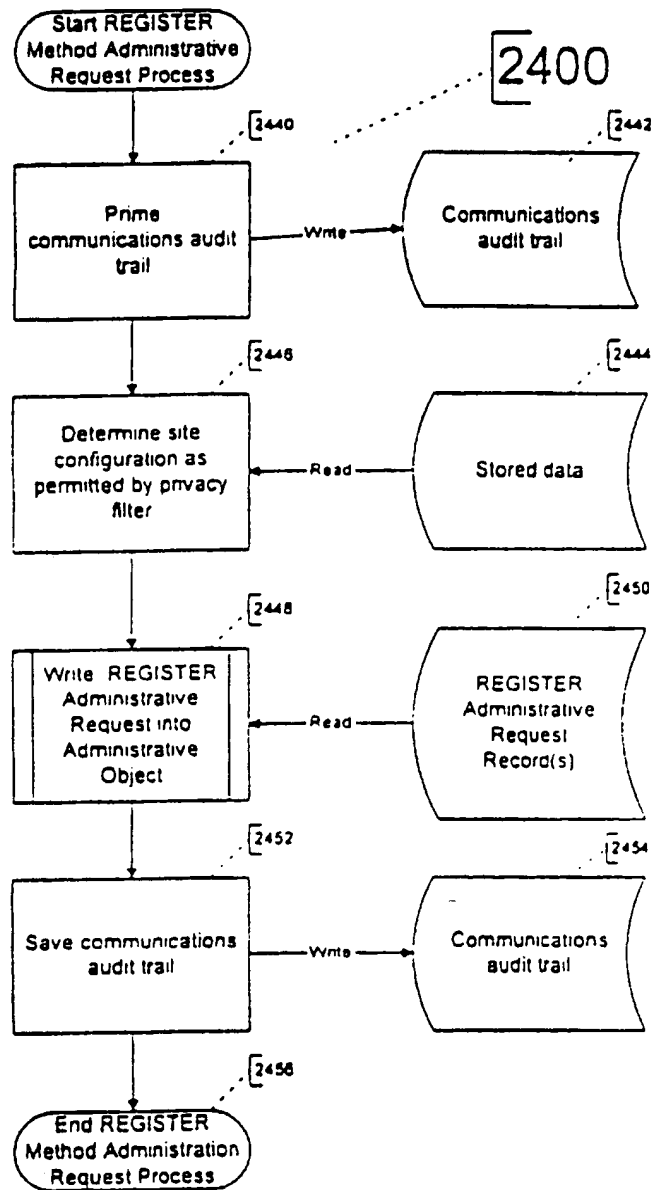 Start REGISTER
Method Administrative
Request Process
2400
2440
2442
Prime
communications audit
trail
Write
Communications
audit trail
2446
2444
Determine site
configuration as
permitted by privacy
filter
Read
Stored data
2448
2450
Write REGISTER
Administrative
Request into
Administrative
Object
Read
REGISTER
Administrative
Request
Record(s)
2452
2454
Save communications
audit trail
Write
Communications
audit trail
2456
End REGISTER
Method Administration
Request Process